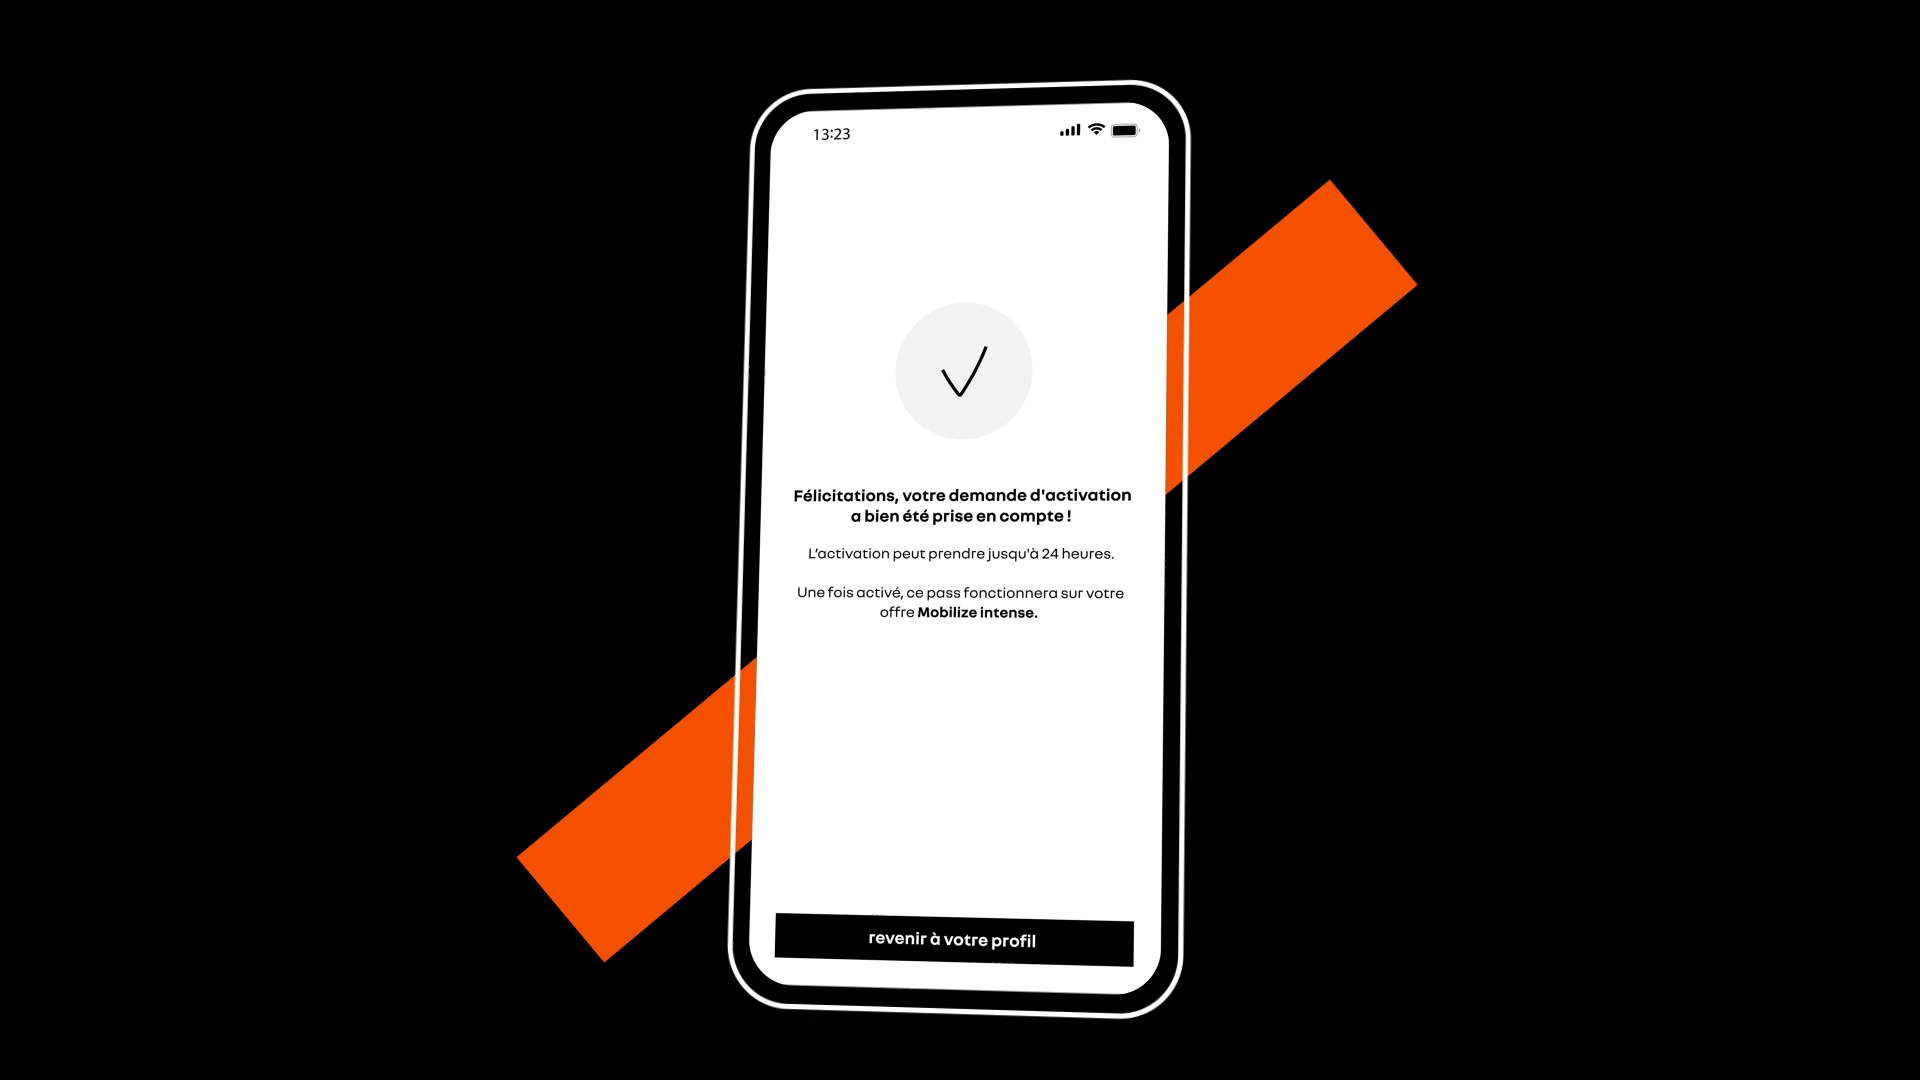 13:23
Félicitations, votre demande d'activation
a bien été prise en compte !
L’activation peut prendre jusqu'à 24 heures.
Une fois activé, ce pass fonctionnera sur votre
offre Mobilize intense.
revenir à votre profil